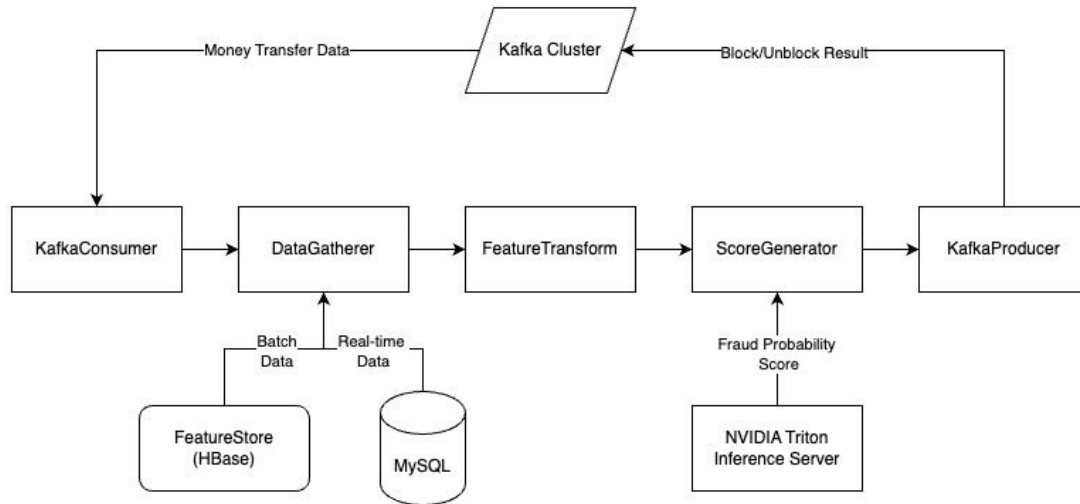 Money Transfer Data
Kafka Cluster
Block/Unblock Result
KafkaConsumer
DataGatherer
FeatureTransform
ScoreGenerator
KafkaProducer
Batch
Data
Real-time
Data
Fraud Probability
Score
FeatureStore
(HBase)
MySQL
NVIDIA Triton
Inference Server